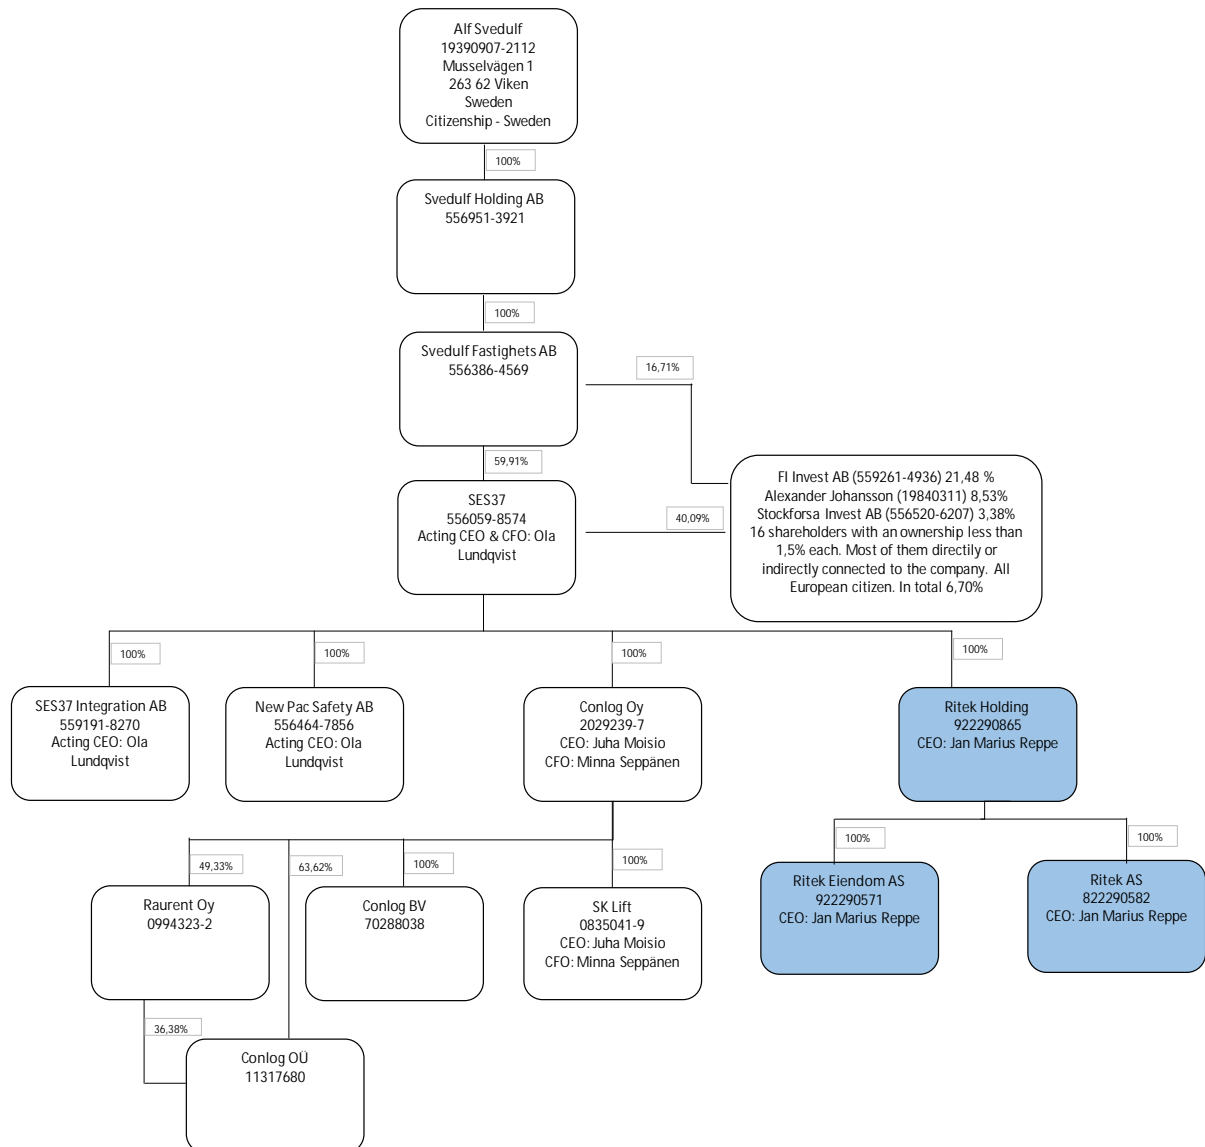 Alf Svedulf
19390907-2112
Musselvägen 1
263 62 Viken
Sweden
Citizenship - Sweden
100%
Svedulf Holding AB
556951-3921
100%
Svedulf Fastighets AB
556386-4569
16,71%
59,91%
SES37
556059-8574
Acting CEO & CFO: Ola
Lundqvist
40,09%
FI Invest AB (559261-4936) 21,48 %
Alexander Johansson (19840311) 8,53%
Stockforsa Invest AB (556520-6207) 3,38%
16 shareholders with an ownership less than
1,5% each. Most of them directily or
indirectly connected to the company. All
European citizen. In total 6,70%
100%
100%
100%
100%
SES37 Integration AB
559191-8270
Acting CEO: Ola
Lundqvist
New Pac Safety AB
556464-7856
Acting CEO: Ola
Lundqvist
Conlog Oy
2029239-7
CEO: Juha Moisio
CFO: Minna Seppänen
Ritek Holding
922290865
CEO: Jan Marius Reppe
49,33%
63,62%
100%
100%
100%
100%
Raurent Oy
0994323-2
Conlog BV
70288038
SK Lift
0835041-9
CEO: Juha Moisio
CFO: Minna Seppänen
Ritek Eiendom AS
922290571
CEO: Jan Marius Reppe
Ritek AS
822290582
CEO: Jan Marius Reppe
36,38%
Conlog OÜ
11317680